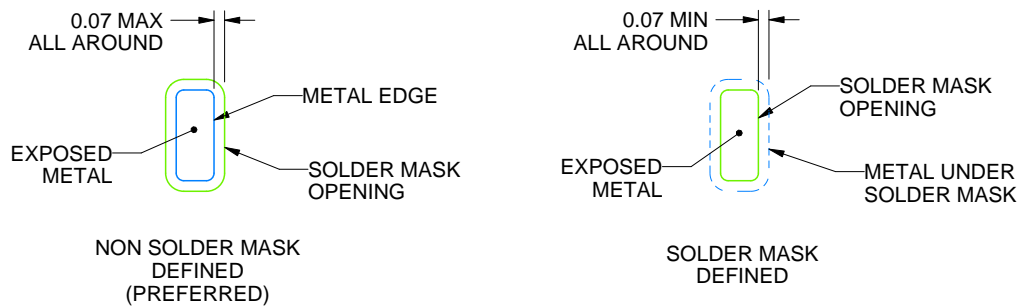 0.07 MAX
ALL AROUND
METAL EDGE
EXPOSED
METAL
SOLDER MASK
OPENING
NON SOLDER MASK
DEFINED
(PREFERRED)
0.07 MIN
ALL AROUND
SOLDER MASK
OPENING
EXPOSED
METAL
METAL UNDER
SOLDER MASK
SOLDER MASK
DEFINED